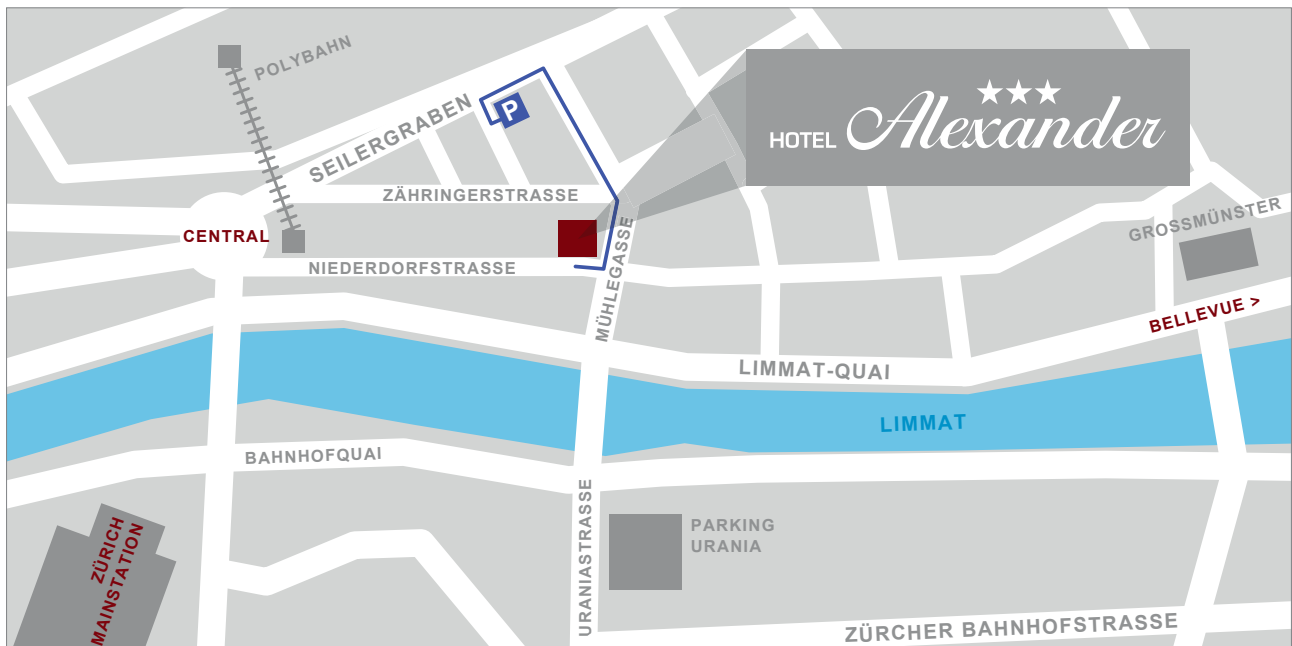 POLYBAHN
SEILERGRABEN
P
HOTEL Alexander
ZÄHRINGERSTRASSE
CENTRAL
NIEDERDORFSTRASSE
MÜHLEGASSE
GROSSMÜNSTER
BELLEVUE >
LIMMAT-QUAI
LIMMAT
BAHNHOFQUAI
ZÜRICH
MAINSTATION
URANIASTRASSE
PARKING
URANIA
ZÜRCHER BAHNHOFSTRASSE